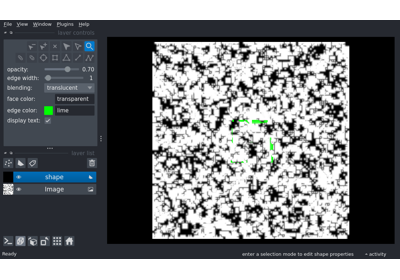 File View Window Plugins Help
layer controls
opacity: 0.70
edge width: 1
blending: translucent
face color: transparent
edge color: lime
display text:
layer list
shape
Image
Ready enter a selection mode to edit shape properties activity